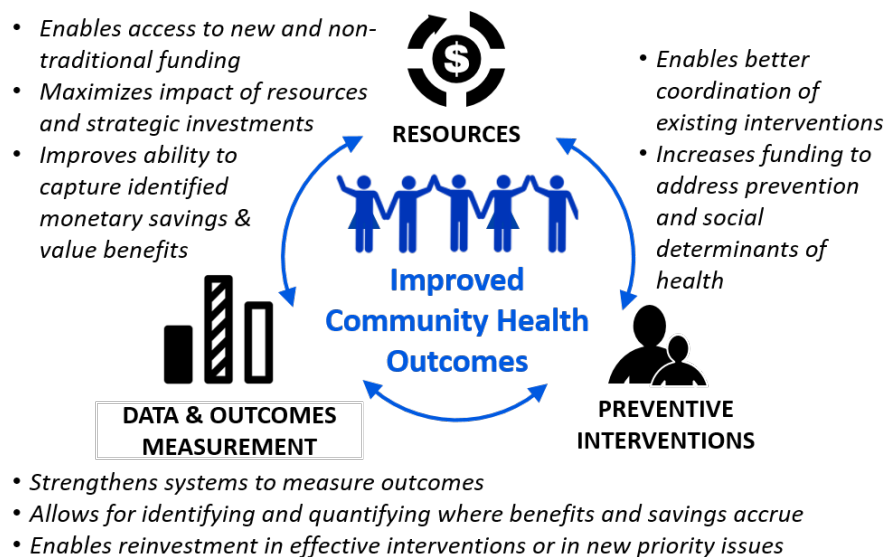 • Enables access to new and non-
traditional funding
• Maximizes impact of resources
and strategic investments
• Improves ability to
capture identified
monetary savings &
value benefits
$
RESOURCES
• Enables better
coordination of
existing interventions
• Increases funding to
address prevention
and social
determinants of
health
Improved
Community Health
Outcomes
DATA & OUTCOMES
MEASUREMENT
PREVENTIVE
INTERVENTIONS
• Strengthens systems to measure outcomes
• Allows for identifying and quantifying where benefits and savings accrue
• Enables reinvestment in effective interventions or in new priority issues